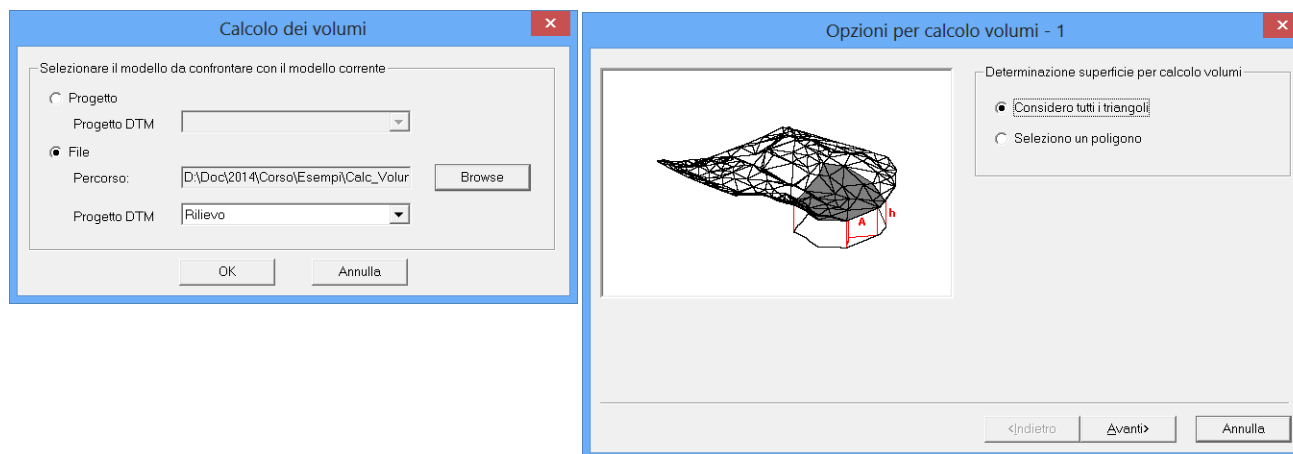 Calcolo dei volumi
Selezionare il modello da confrontare con il modello corrente
Progetto
Progetto DTM
File
Percorso: D:\Doc\2014\Corso\Esempi\Calc_Volur Browse
Progetto DTM Rilievo
OK Annulla
Opzioni per calcolo volumi - 1
Determinazione superficie per calcolo volumi
Considero tutti i triangoli
Seleziono un poligono
A h
<Indietro Avanti> Annulla